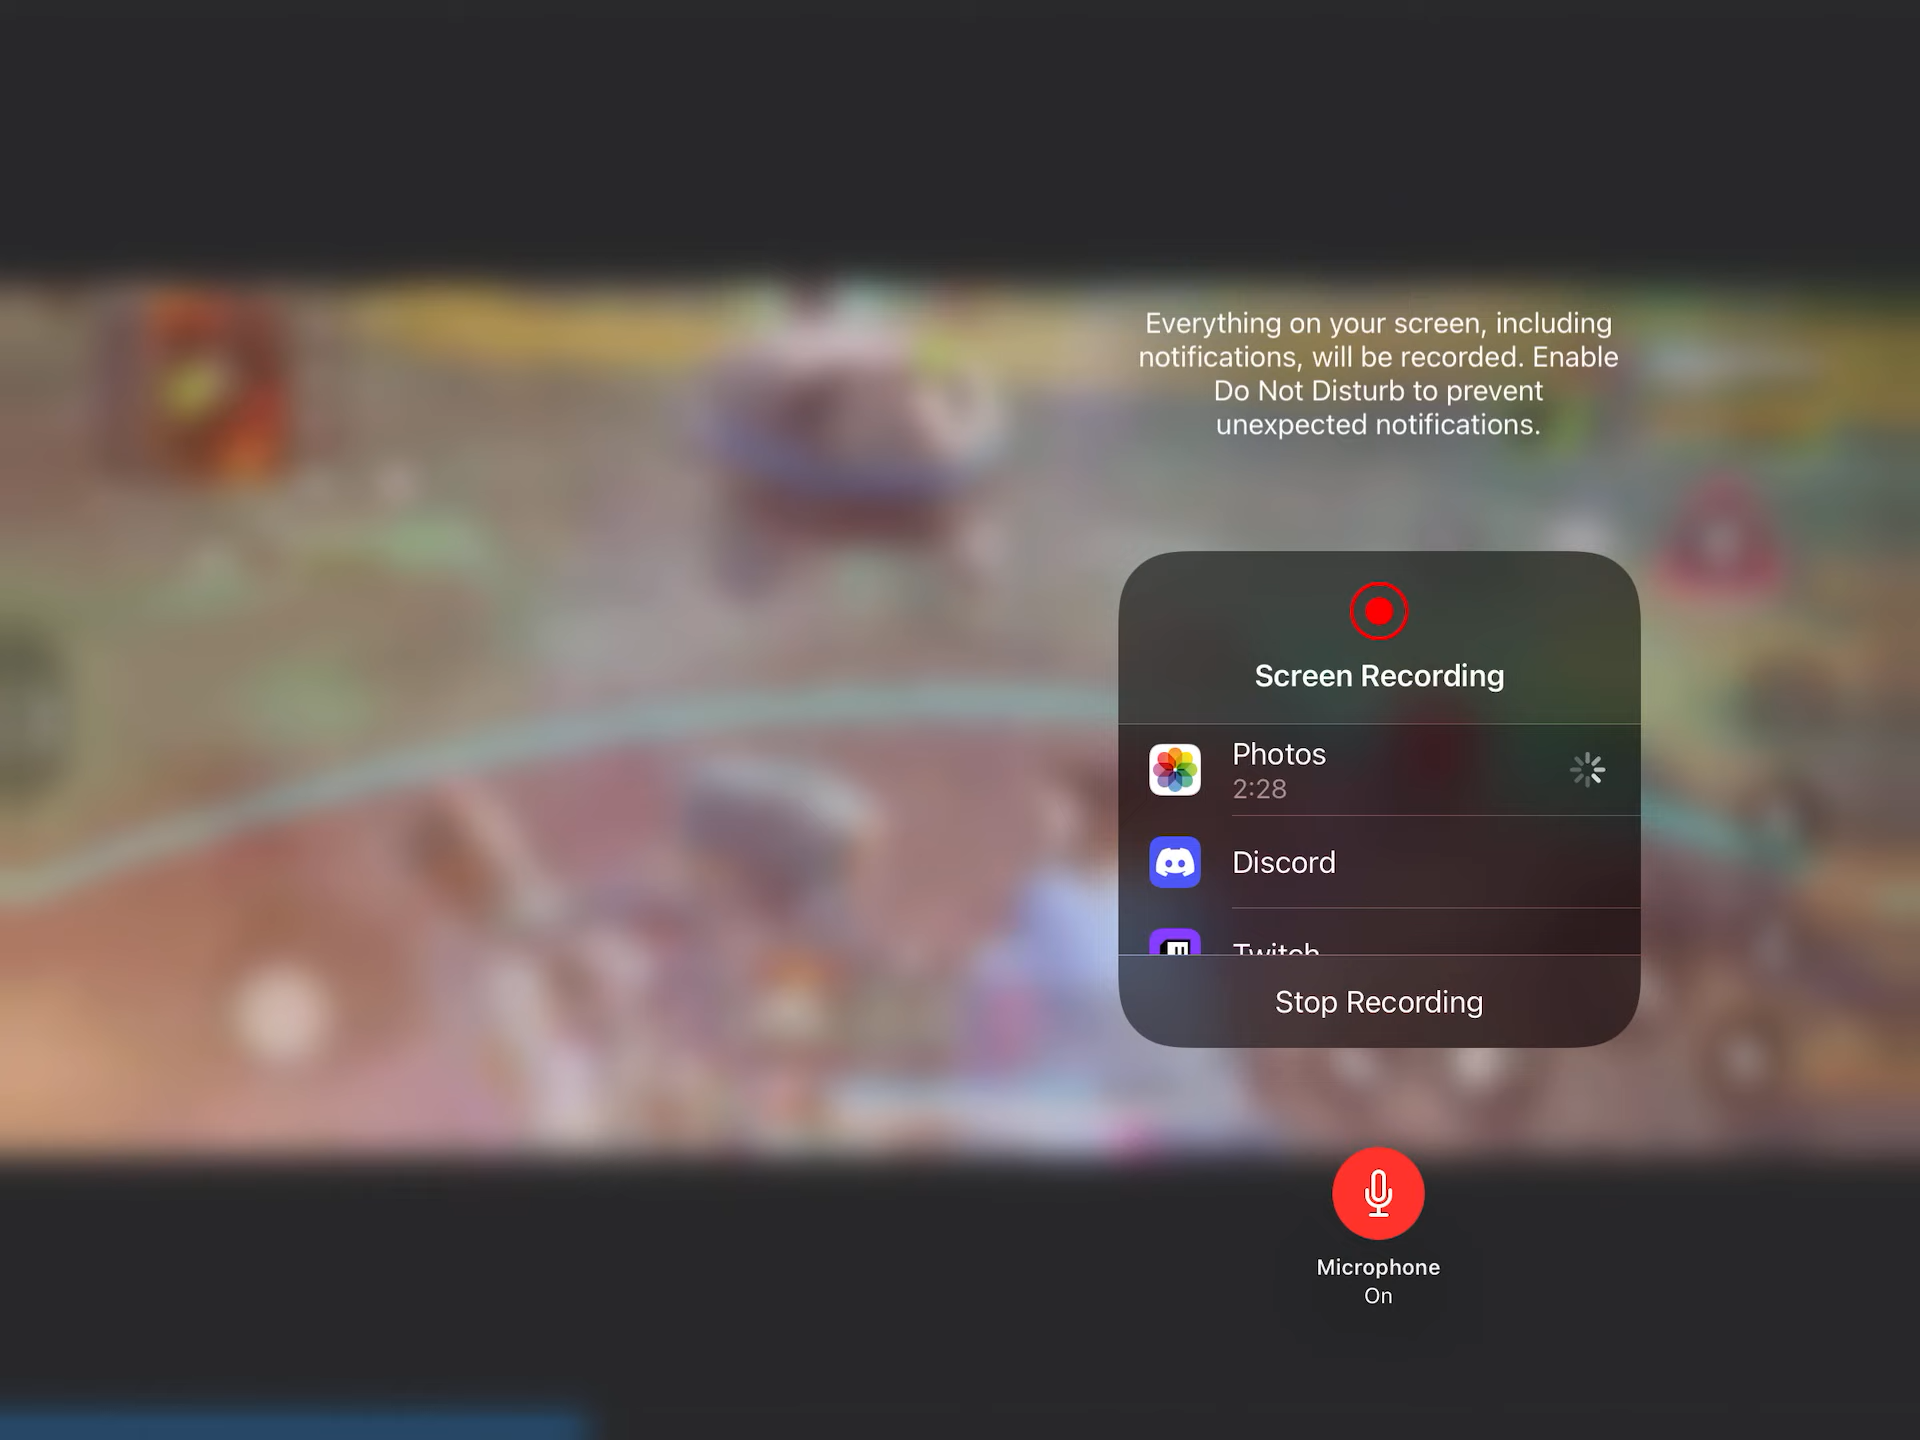 Everything on your screen, including
notifications, will be recorded. Enable
Do Not Disturb to prevent
unexpected notifications.
Screen Recording
Photos
2:28
Discord
Twitch
Stop Recording
Microphone
On